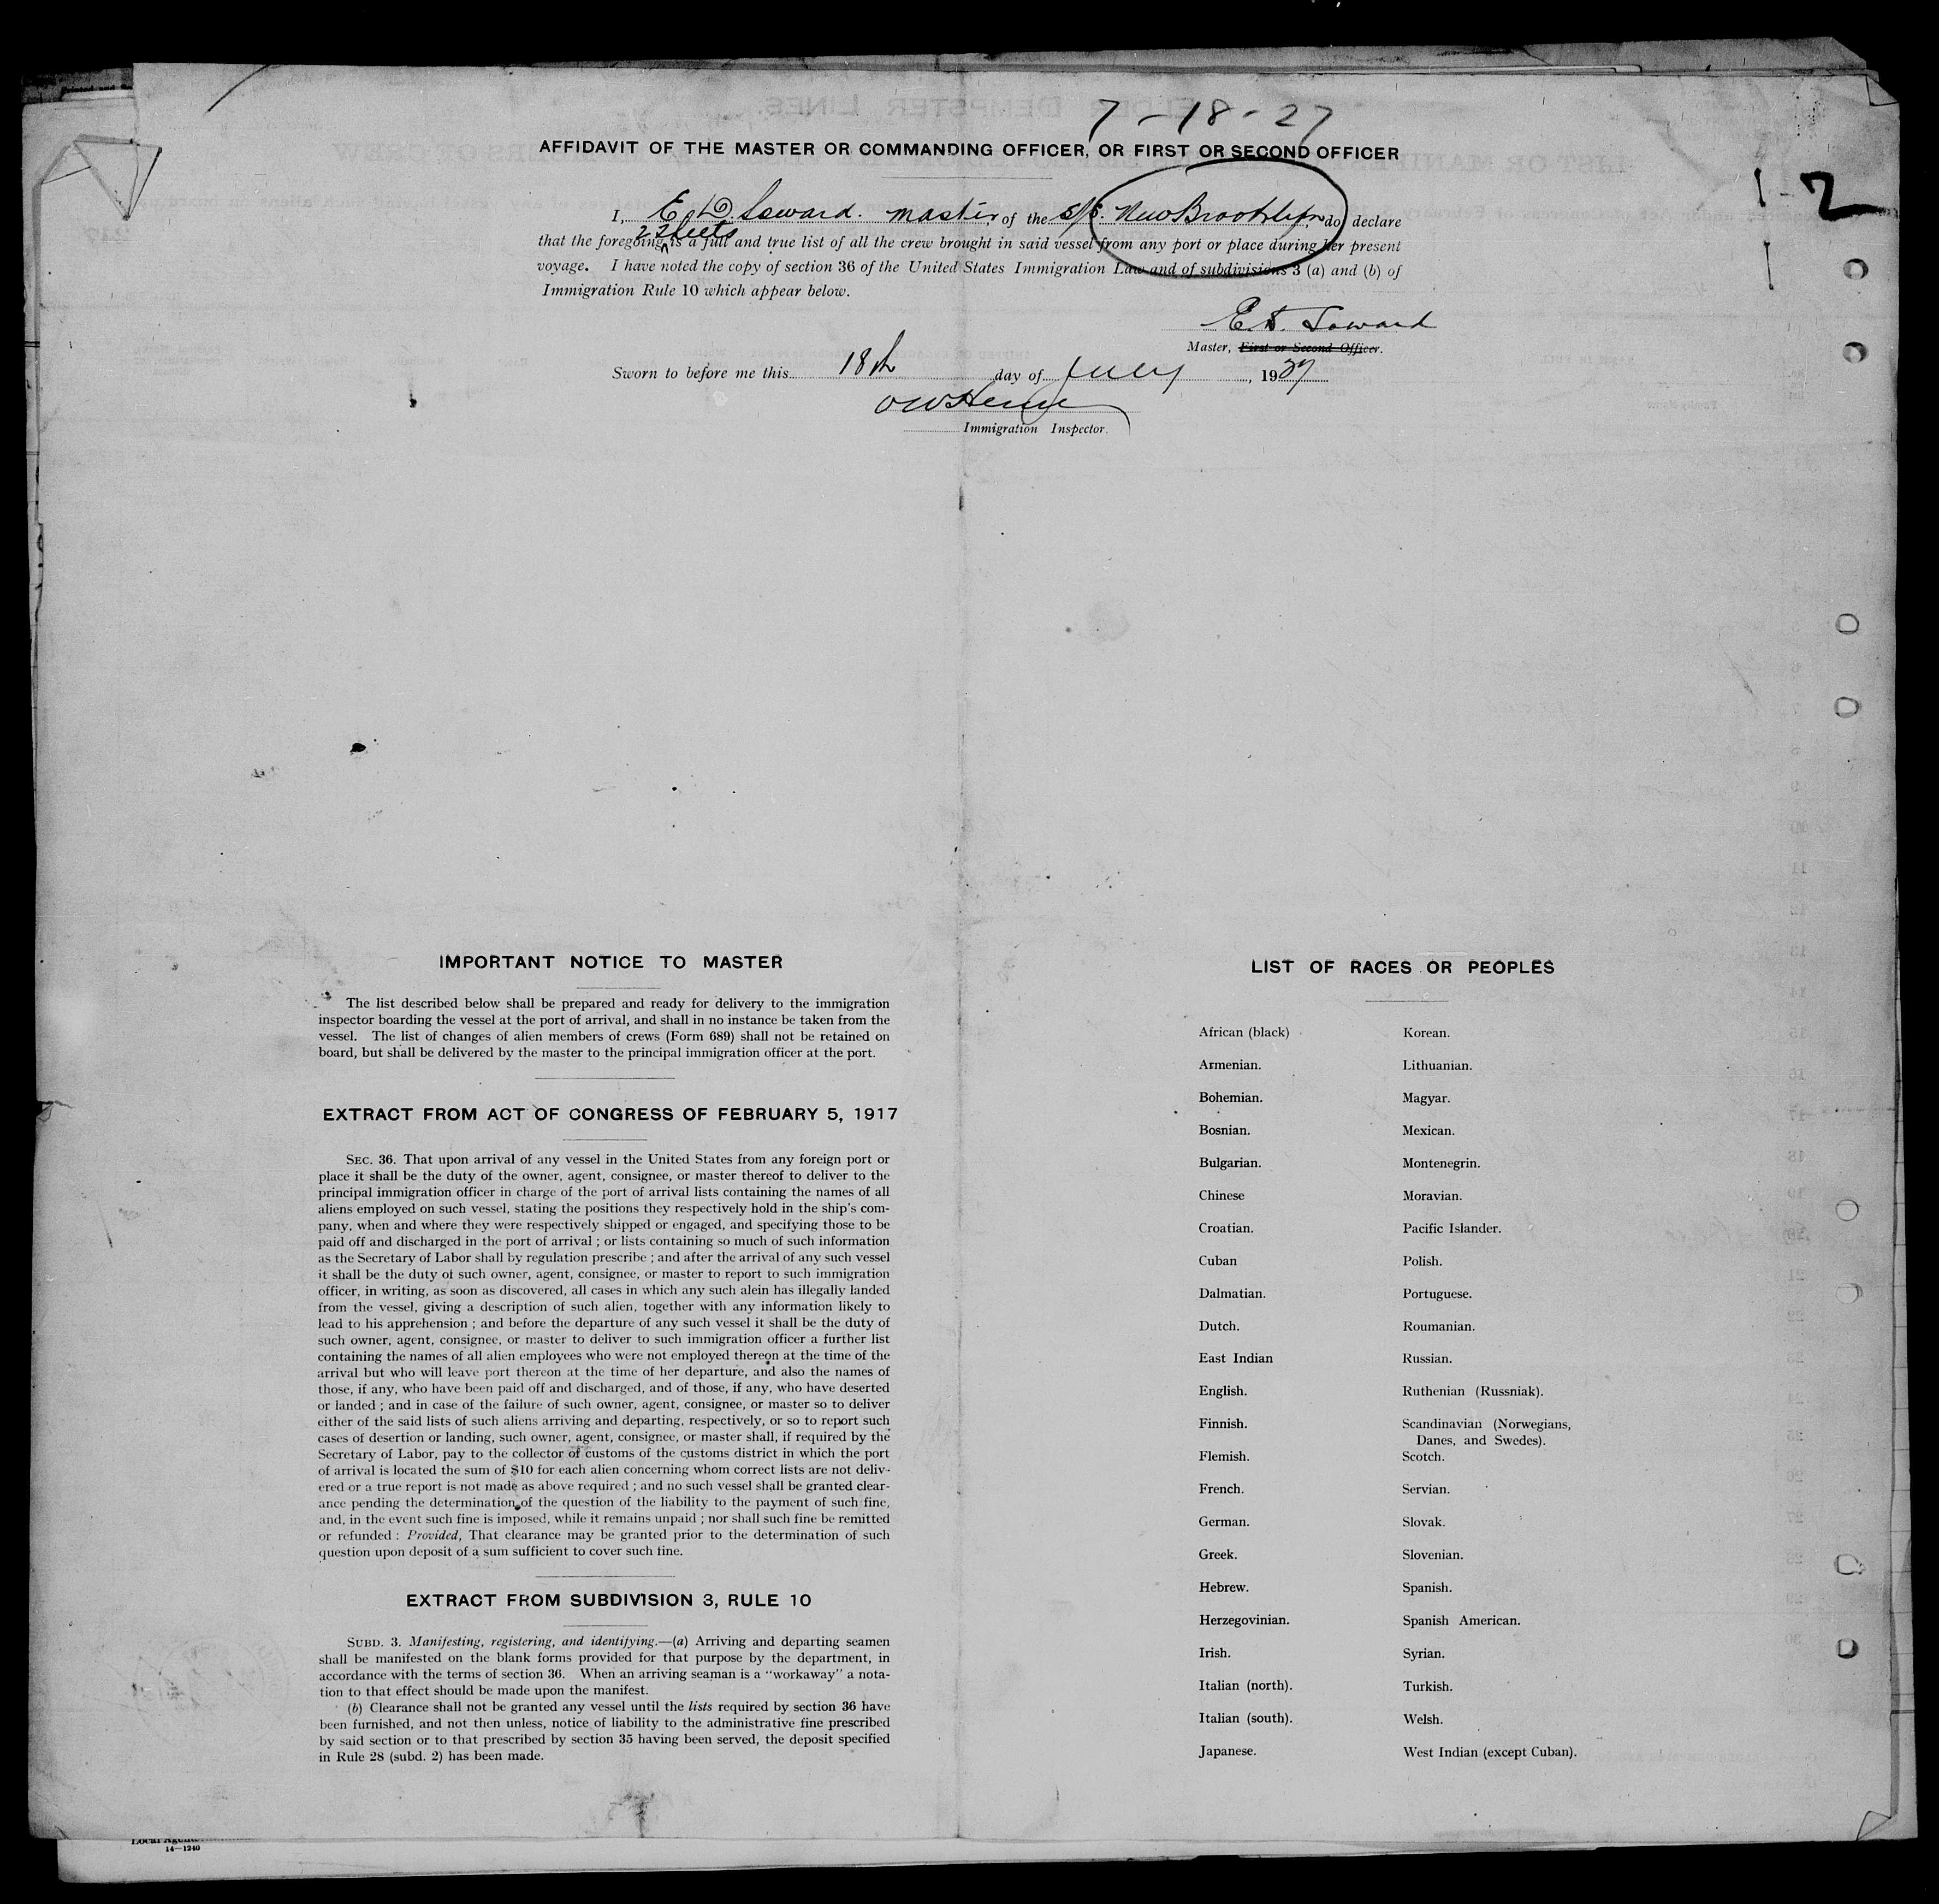 7-18-27
AFFIDAVIT OF THE MASTER OR COMMANDING OFFICER, OR FIRST OR SECOND OFFICER
I, E. D. Seward. master, of the S/S. New Brooklyn, do declare
2 sheets
that the foregoing is a full and true list of all the crew brought in said vessel from any port or place during her present
voyage. I have noted the copy of section 36 of the United States Immigration Law and of subdivisions 3 (a) and (b) of
Immigration Rule 10 which appear below.
1-2
E. D. Seward
Master, First or Second Officer.
Sworn to before me this 18th day of July, 1927
Immigration Inspector.
IMPORTANT NOTICE TO MASTER
The list described below shall be prepared and ready for delivery to the immigration
inspector boarding the vessel at the port of arrival, and shall in no instance be taken from the
vessel. The list of changes of alien members of crews (Form 689) shall not be retained on
board, but shall be delivered by the master to the principal immigration officer at the port.
EXTRACT FROM ACT OF CONGRESS OF FEBRUARY 5, 1917
SEC. 36. That upon arrival of any vessel in the United States from any foreign port or
place it shall be the duty of the owner, agent, consignee, or master thereof to deliver to the
principal immigration officer in charge of the port of arrival lists containing the names of all
aliens employed on such vessel, stating the positions they respectively hold in the ship's com-
pany, when and where they were respectively shipped or engaged, and specifying those to be
paid off and discharged in the port of arrival ; or lists containing so much of such information
as the Secretary of Labor shall by regulation prescribe ; and after the arrival of any such vessel
it shall be the duty of such owner, agent, consignee, or master to report to such immigration
officer, in writing, as soon as discovered, all cases in which any such alein has illegally landed
from the vessel, giving a description of such alien, together with any information likely to
lead to his apprehension ; and before the departure of any such vessel it shall be the duty of
such owner, agent, consignee, or master to deliver to such immigration officer a further list
containing the names of all alien employees who were not employed thereon at the time of the
arrival but who will leave port thereon at the time of her departure, and also the names of
those, if any, who have been paid off and discharged, and of those, if any, who have deserted
or landed ; and in case of the failure of such owner, agent, consignee, or master so to deliver
either of the said lists of such aliens arriving and departing, respectively, or so to report such
cases of desertion or landing, such owner, agent, consignee, or master shall, if required by the
Secretary of Labor, pay to the collector of customs of the customs district in which the port
of arrival is located the sum of $10 for each alien concerning whom correct lists are not deliv-
ered or a true report is not made as above required ; and no such vessel shall be granted clear-
ance pending the determination of the question of the liability to the payment of such fine,
and, in the event such fine is imposed, while it remains unpaid ; nor shall such fine be remitted
or refunded : Provided, That clearance may be granted prior to the determination of such
question upon deposit of a sum sufficient to cover such fine.
EXTRACT FROM SUBDIVISION 3, RULE 10
SUBD. 3. Manifesting, registering, and identifying.—(a) Arriving and departing seamen
shall be manifested on the blank forms provided for that purpose by the department, in
accordance with the terms of section 36. When an arriving seaman is a "workaway" a nota-
tion to that effect should be made upon the manifest.
(b) Clearance shall not be granted any vessel until the lists required by section 36 have
been furnished, and not then unless, notice of liability to the administrative fine prescribed
by said section or to that prescribed by section 35 having been served, the deposit specified
in Rule 28 (subd. 2) has been made.
LIST OF RACES OR PEOPLES
African (black)
Armenian.
Bohemian.
Bosnian.
Bulgarian.
Chinese
Croatian.
Cuban
Dalmatian.
Dutch.
East Indian
English.
Finnish.
Flemish.
French.
German.
Greek.
Hebrew.
Herzegovinian.
Irish.
Italian (north).
Italian (south).
Japanese.
Korean.
Lithuanian.
Magyar.
Mexican.
Montenegrin.
Moravian.
Pacific Islander.
Polish.
Portuguese.
Roumanian.
Russian.
Ruthenian (Russniak).
Scandinavian (Norwegians,
Danes, and Swedes).
Scotch.
Servian.
Slovak.
Slovenian.
Spanish.
Spanish American.
Syrian.
Turkish.
Welsh.
West Indian (except Cuban).
14—1240